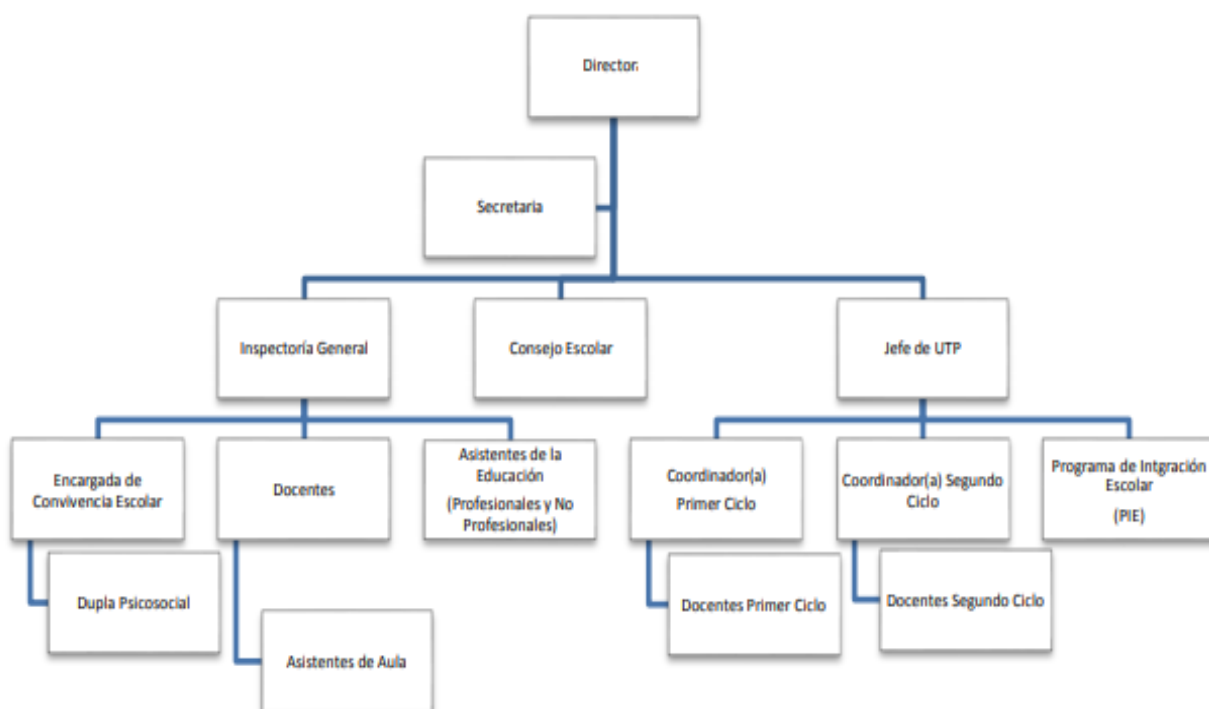 Director
Secretaria
Inspectoría General
Consejo Escolar
Jefe de UTP
Encargada de
Convivencia Escolar
Docentes
Asistentes de la
Educación
(Profesionales y No
Profesionales)
Coordinador(a)
Primer Ciclo
Coordinador(a) Segundo
Ciclo
Programa de Intgración
Escolar
(PIE)
Dupla Psicosocial
Asistentes de Aula
Docentes Primer Ciclo
Docentes Segundo Ciclo